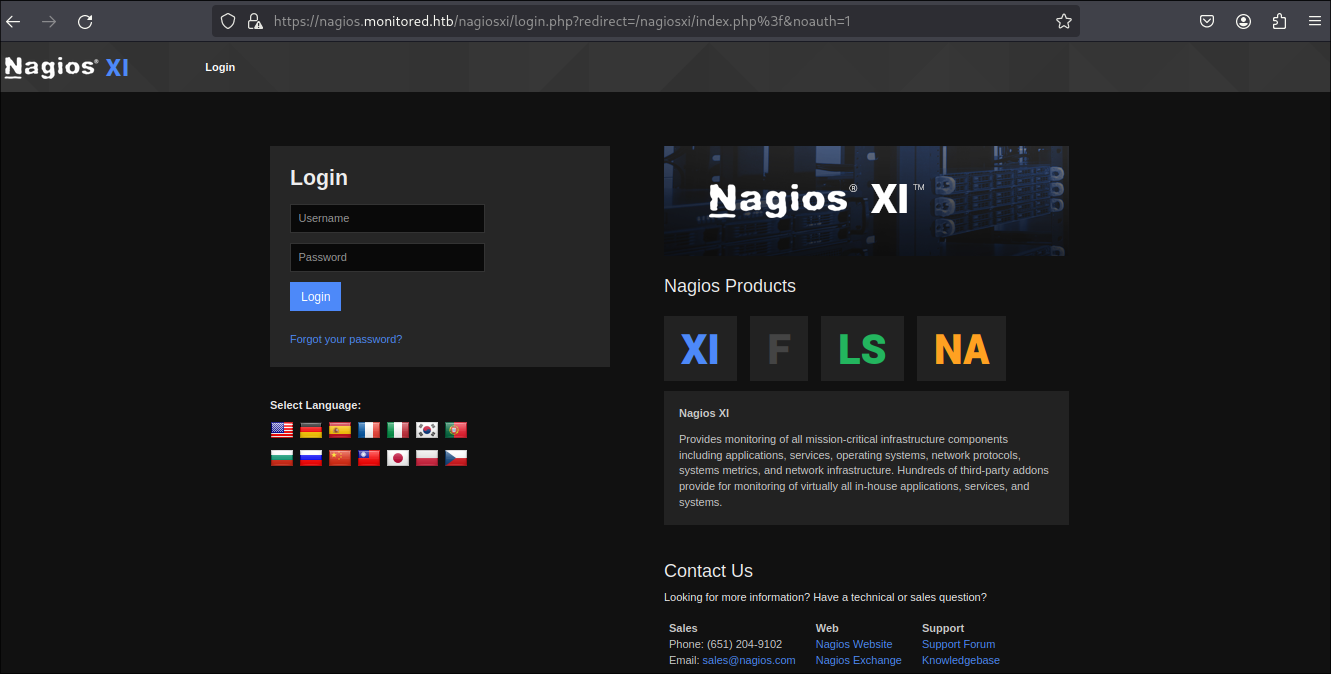 https://nagios.monitored.htb/nagiosxi/login.php?redirect=/nagiosxi/index.php%3f&noauth=1
Nagios® XI
Login
Login
Username
Password
Login
Forgot your password?
Select Language:
Nagios® XI™
Nagios Products
XI F LS NA
Nagios XI
Provides monitoring of all mission-critical infrastructure components
including applications, services, operating systems, network protocols,
systems metrics, and network infrastructure. Hundreds of third-party addons
provide for monitoring of virtually all in-house applications, services, and
systems.
Contact Us
Looking for more information? Have a technical or sales question?
Sales Web Support
Phone: (651) 204-9102 Nagios Website Support Forum
Email: sales@nagios.com Nagios Exchange Knowledgebase